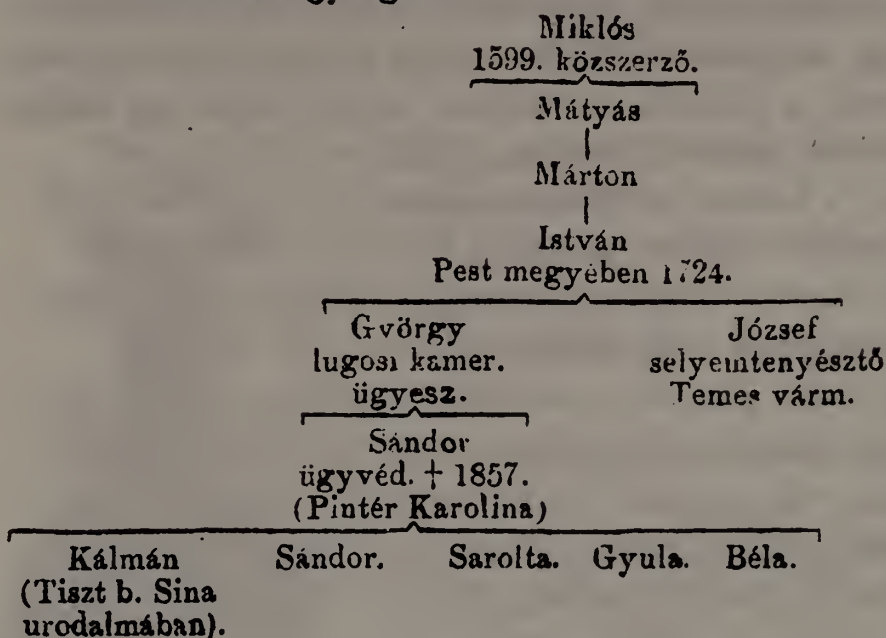 Miklós
1599. közszerző.
Mátyás
Márton
István
Pest megyében 1724.
György József
lugosi kamer. selyemtenyésztő
ügyesz. Temes várm.
Sándor
ügyvéd. † 1857.
(Pintér Karolina)
Kálmán Sándor. Sarolta. Gyula. Béla.
(Tiszt b. Sina
urodalmában).